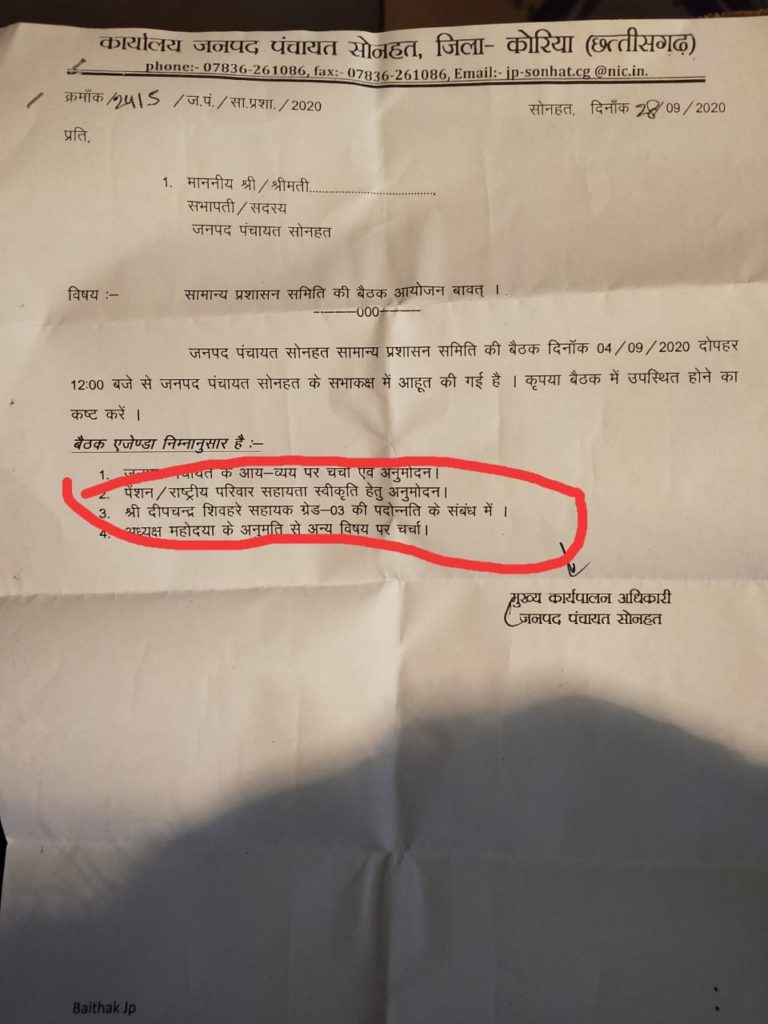 कार्यालय जनपद पंचायत सोनहत, जिला- कोरिया (छत्तीसगढ़)
phone:- 07836-261086, fax:- 07836-261086, Email:- jp-sonhat.cg @nic.in.
क्रमाँक /2415 /ज.पं./सा.प्रशा./2020
सोनहत, दिनाँक 28/09/2020
प्रति,
1. माननीय श्री/श्रीमती................................,
सभापती/सदस्य
जनपद पंचायत सोनहत
विषय :– सामान्य प्रशासन समिति की बैठक आयोजन बावत् ।
------000------
जनपद पंचायत सोनहत सामान्य प्रशासन समिति की बैठक दिनॉक 04/09/2020 दोपहर
12:00 बजे से जनपद पंचायत सोनहत के सभाकक्ष में आहूत की गई है । कृपया बैठक में उपस्थित होने का
कष्ट करें ।
बैठक एजेण्डा निम्नानुसार है :–
1. जनपद पंचायत के आय–व्यय पर चर्चा एवं अनुमोदन।
2. पेंशन/राष्ट्रीय परिवार सहायता स्वीकृति हेतु अनुमोदन।
3. श्री दीपचन्द्र शिवहरे सहायक ग्रेड–03 की पदोन्नति के संबंध में ।
4. अध्यक्ष महोदया के अनुमति से अन्य विषय पर चर्चा।
मुख्य कार्यपालन अधिकारी
जनपद पंचायत सोनहत
Baithak Jp